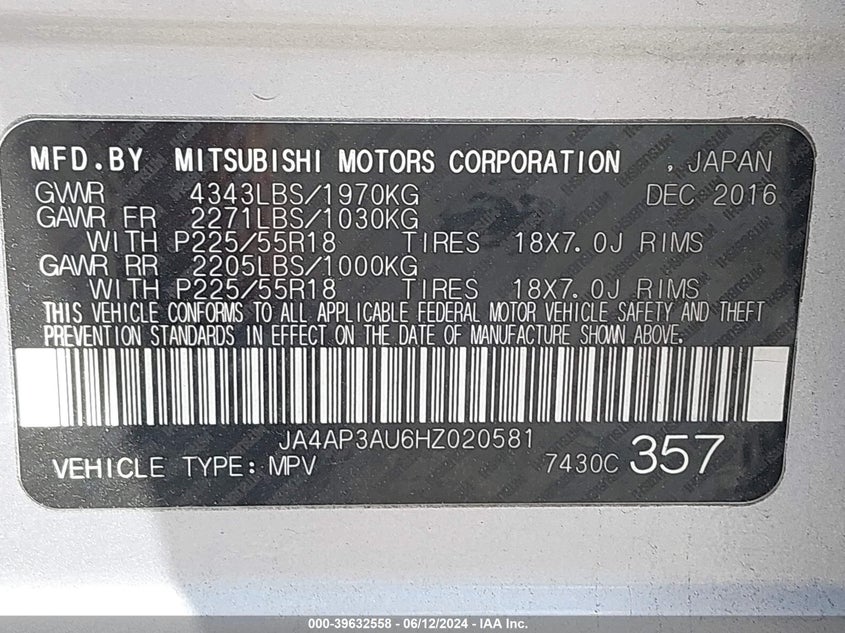 MFD.BY MITSUBISHI MOTORS CORPORATION , JAPAN
GVWR 4343LBS/1970KG DEC 2016
GAWR FR 2271LBS/1030KG
WITH P225/55R18 TIRES 18X7.0J RIMS
GAWR RR 2205LBS/1000KG
WITH P225/55R18 TIRES 18X7.0J RIMS
THIS VEHICLE CONFORMS TO ALL APPLICABLE FEDERAL MOTOR VEHICLE SAFETY AND THEFT
PREVENTION STANDARDS IN EFFECT ON THE DATE OF MANUFACTURE SHOWN ABOVE.
JA4AP3AU6HZ020581
VEHICLE TYPE: MPV 7430C 357
000-39632558 - 06/12/2024 - IAA Inc.